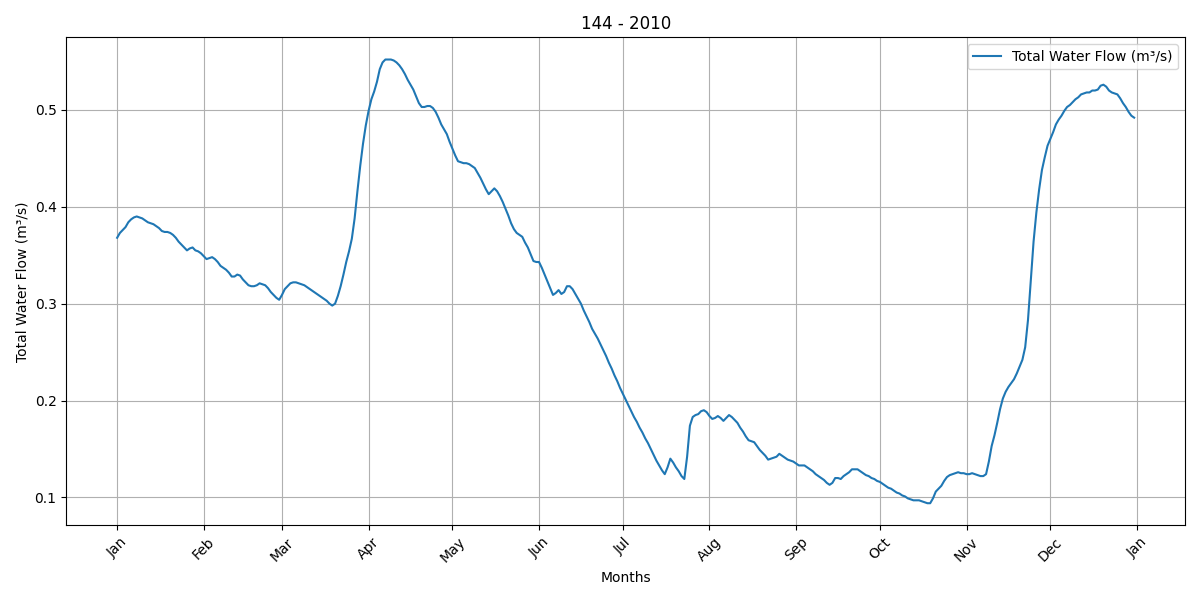 144 - 2010
Total Water Flow (m³/s)
Total Water Flow (m³/s)
0.5
0.4
0.3
0.2
0.1
Jan Feb Mar Apr May Jun Jul Aug Sep Oct Nov Dec Jan
Months